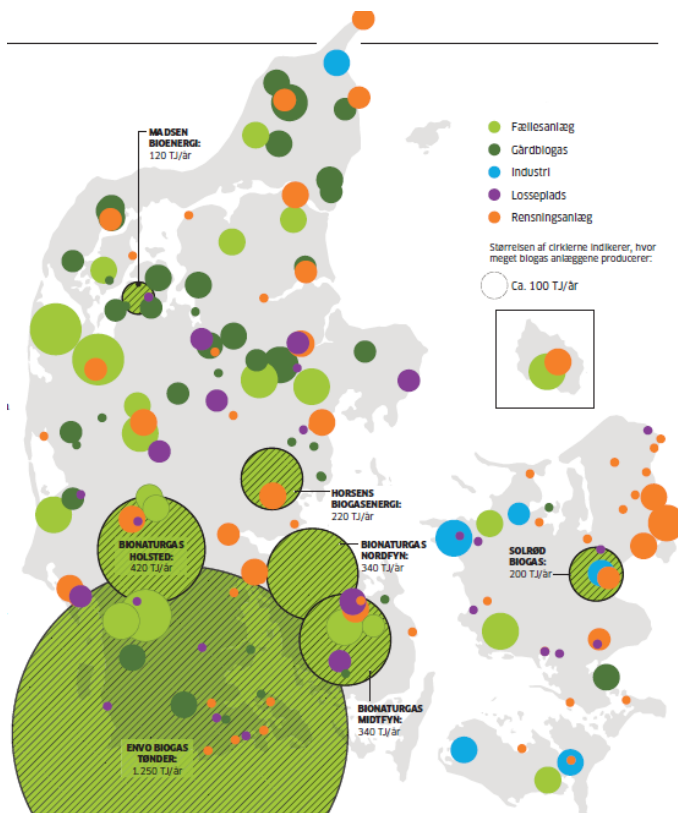 MADSEN
BIOENERGI:
120 TJ/år
Fællesanlæg
Gårdbiogas
Industri
Losseplads
Rensningsanlæg
Størrelsen af cirklerne indikerer, hvor
meget biogas anlæggene producerer:
Ca. 100 TJ/år
HORSENS
BIOGASENERGI:
220 TJ/år
BIONATURGAS
HOLSTED:
420 TJ/år
BIONATURGAS
NORDFYN:
340 TJ/år
SOLRØD
BIOGAS:
200 TJ/år
BIONATURGAS
MIDTFYN:
340 TJ/år
ENVO BIOGAS
TØNDER:
1.250 TJ/år